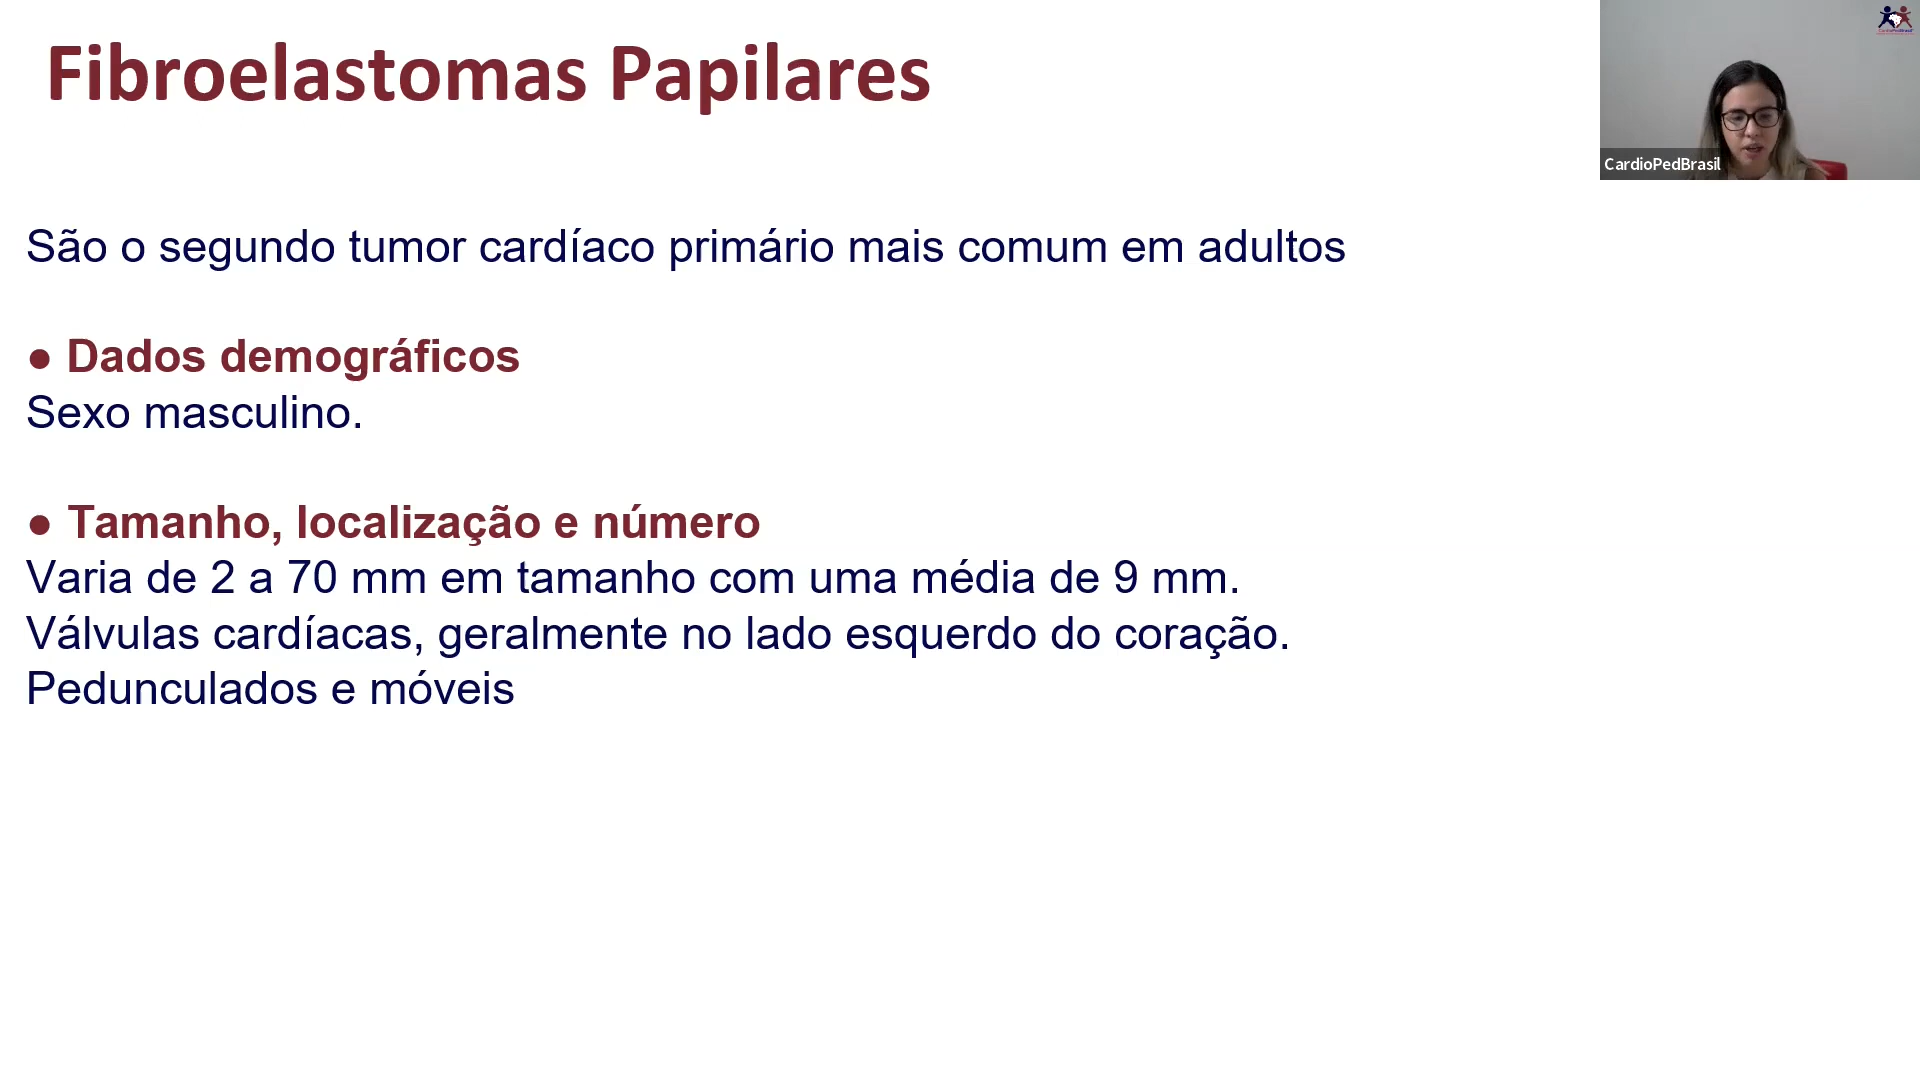 Fibroelastomas Papilares
CardioPedBrasil
São o segundo tumor cardíaco primário mais comum em adultos
● Dados demográficos
Sexo masculino.
● Tamanho, localização e número
Varia de 2 a 70 mm em tamanho com uma média de 9 mm.
Válvulas cardíacas, geralmente no lado esquerdo do coração.
Pedunculados e móveis